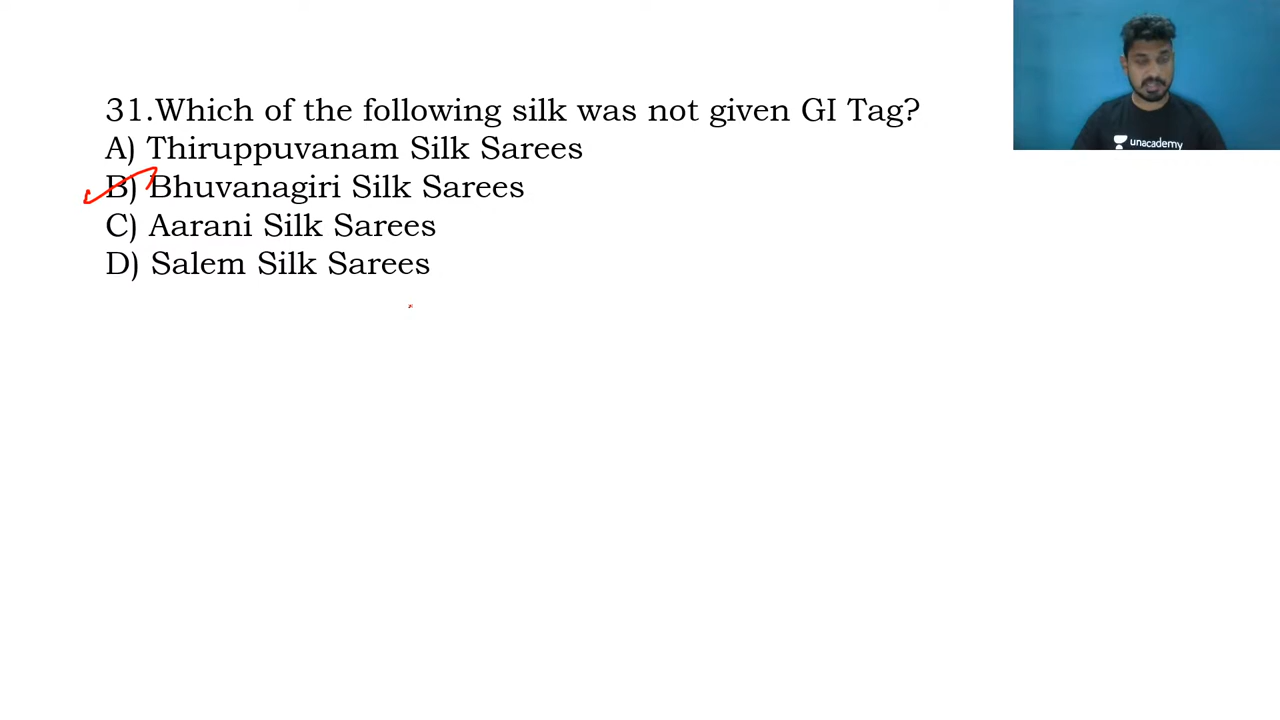 31.Which of the following silk was not given GI Tag?
A) Thiruppuvanam Silk Sarees
B) Bhuvanagiri Silk Sarees
C) Aarani Silk Sarees
D) Salem Silk Sarees
unacademy